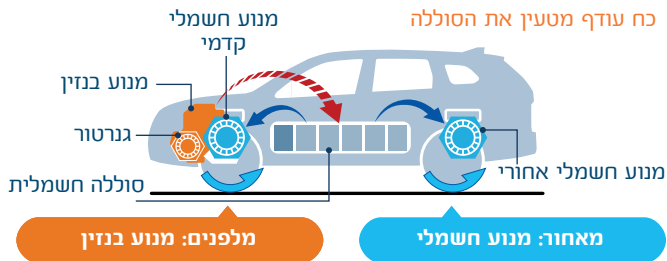 כח עודף מטעין את הסוללה
מנוע חשמלי
קדמי
מנוע בנזין
גנרטור
מנוע חשמלי אחורי
סוללה חשמלית
מאחור: מנוע חשמלי
מלפנים: מנוע בנזין